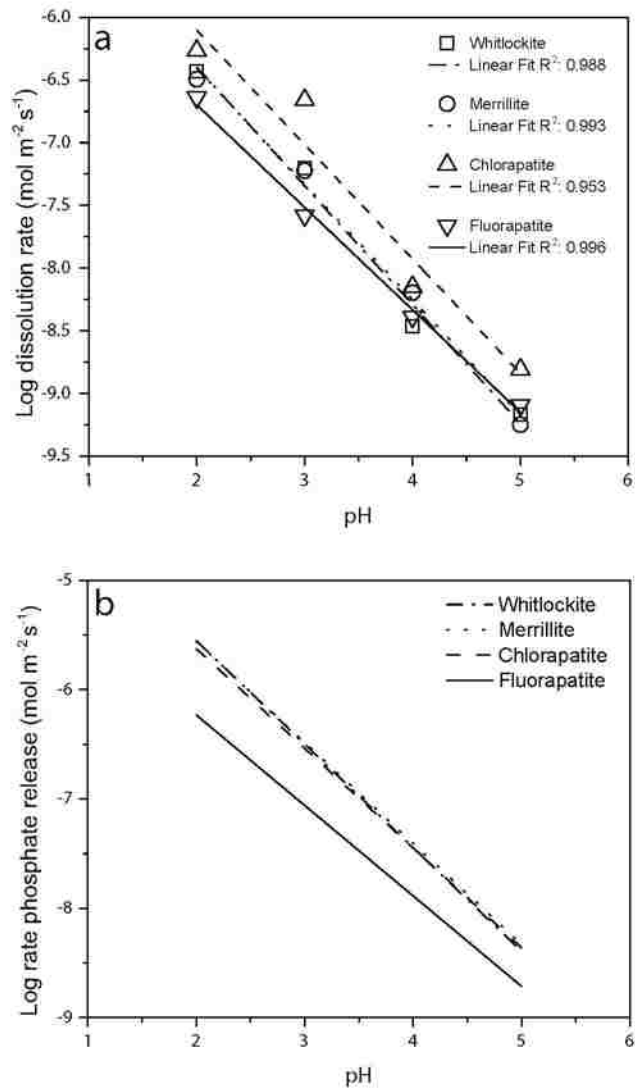 a
Log dissolution rate (mol m⁻² s⁻¹)
-6.0
-6.5
-7.0
-7.5
-8.0
-8.5
-9.0
-9.5
Whitlockite
Linear Fit R²: 0.988
Merrillite
Linear Fit R²: 0.993
Chlorapatite
Linear Fit R²: 0.953
Fluorapatite
Linear Fit R²: 0.996
1 2 3 4 5 6
pH
b
Log rate phosphate release (mol m⁻² s⁻¹)
-5
-6
-7
-8
-9
Whitlockite
Merrillite
Chlorapatite
Fluorapatite
1 2 3 4 5 6
pH